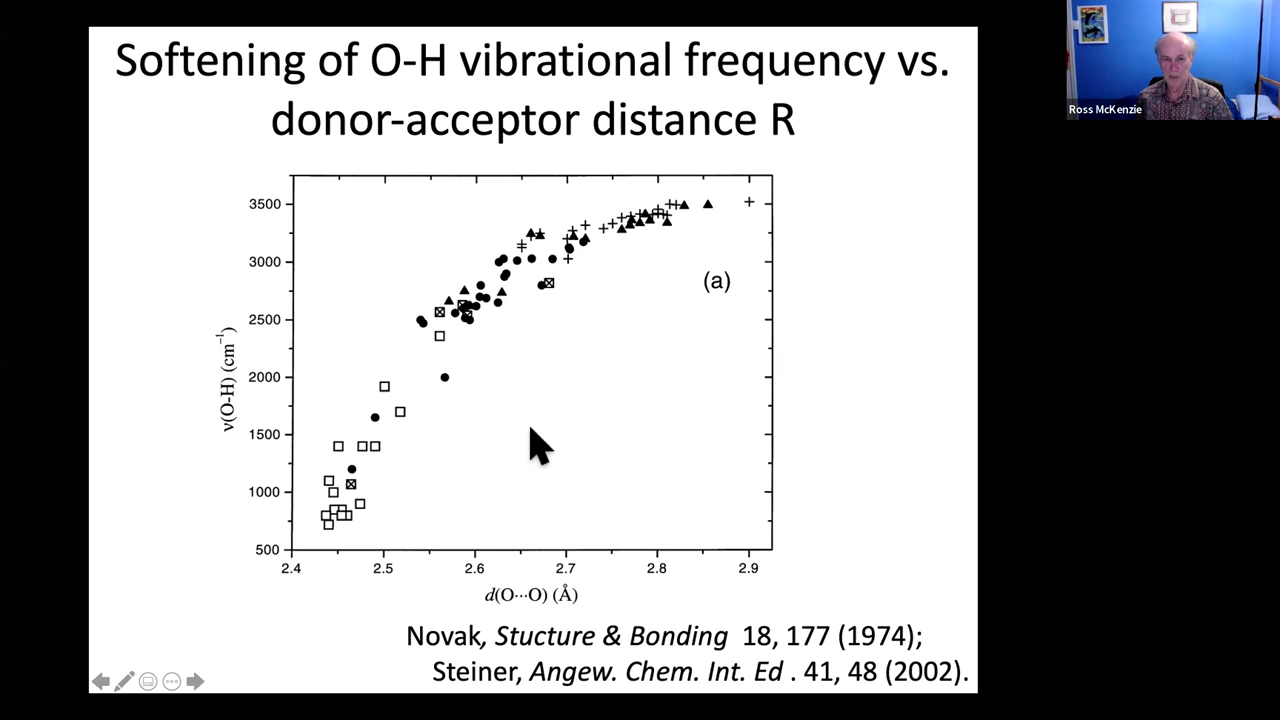 Softening of O-H vibrational frequency vs.
donor-acceptor distance R
Ross McKenzie
3500
3000
2500
2000
1500
1000
500
ν(O-H) (cm⁻¹)
(a)
2.4 2.5 2.6 2.7 2.8 2.9
d(O···O) (Å)
Novak, Stucture & Bonding 18, 177 (1974);
Steiner, Angew. Chem. Int. Ed . 41, 48 (2002).